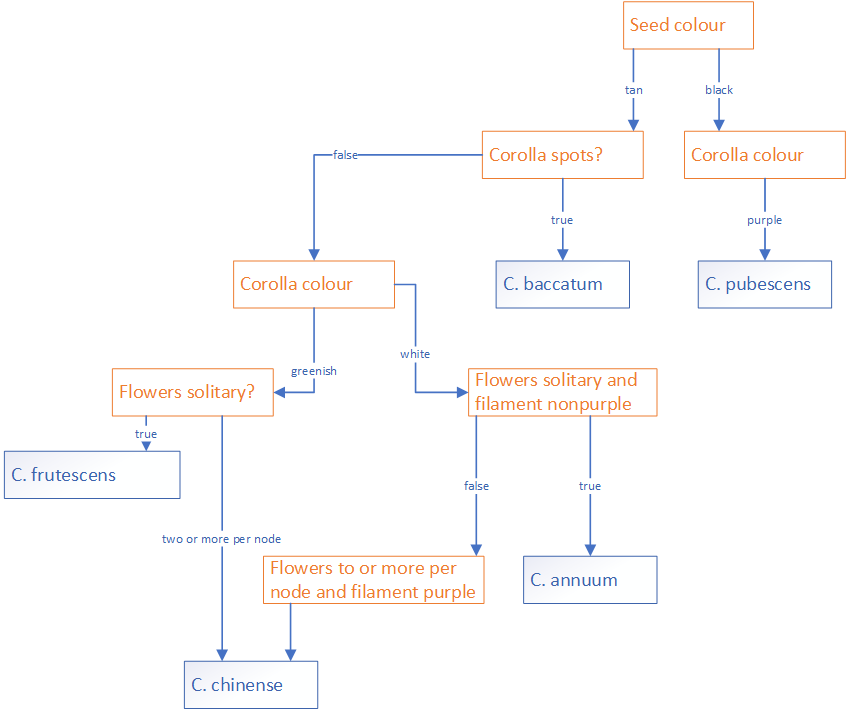 Seed colour
tan
black
Corolla spots?
Corolla colour
false
true
purple
Corolla colour
C. baccatum
C. pubescens
greenish
white
Flowers solitary?
Flowers solitary and
filament nonpurple
true
C. frutescens
false
true
two or more per node
Flowers to or more per
node and filament purple
C. annuum
C. chinense